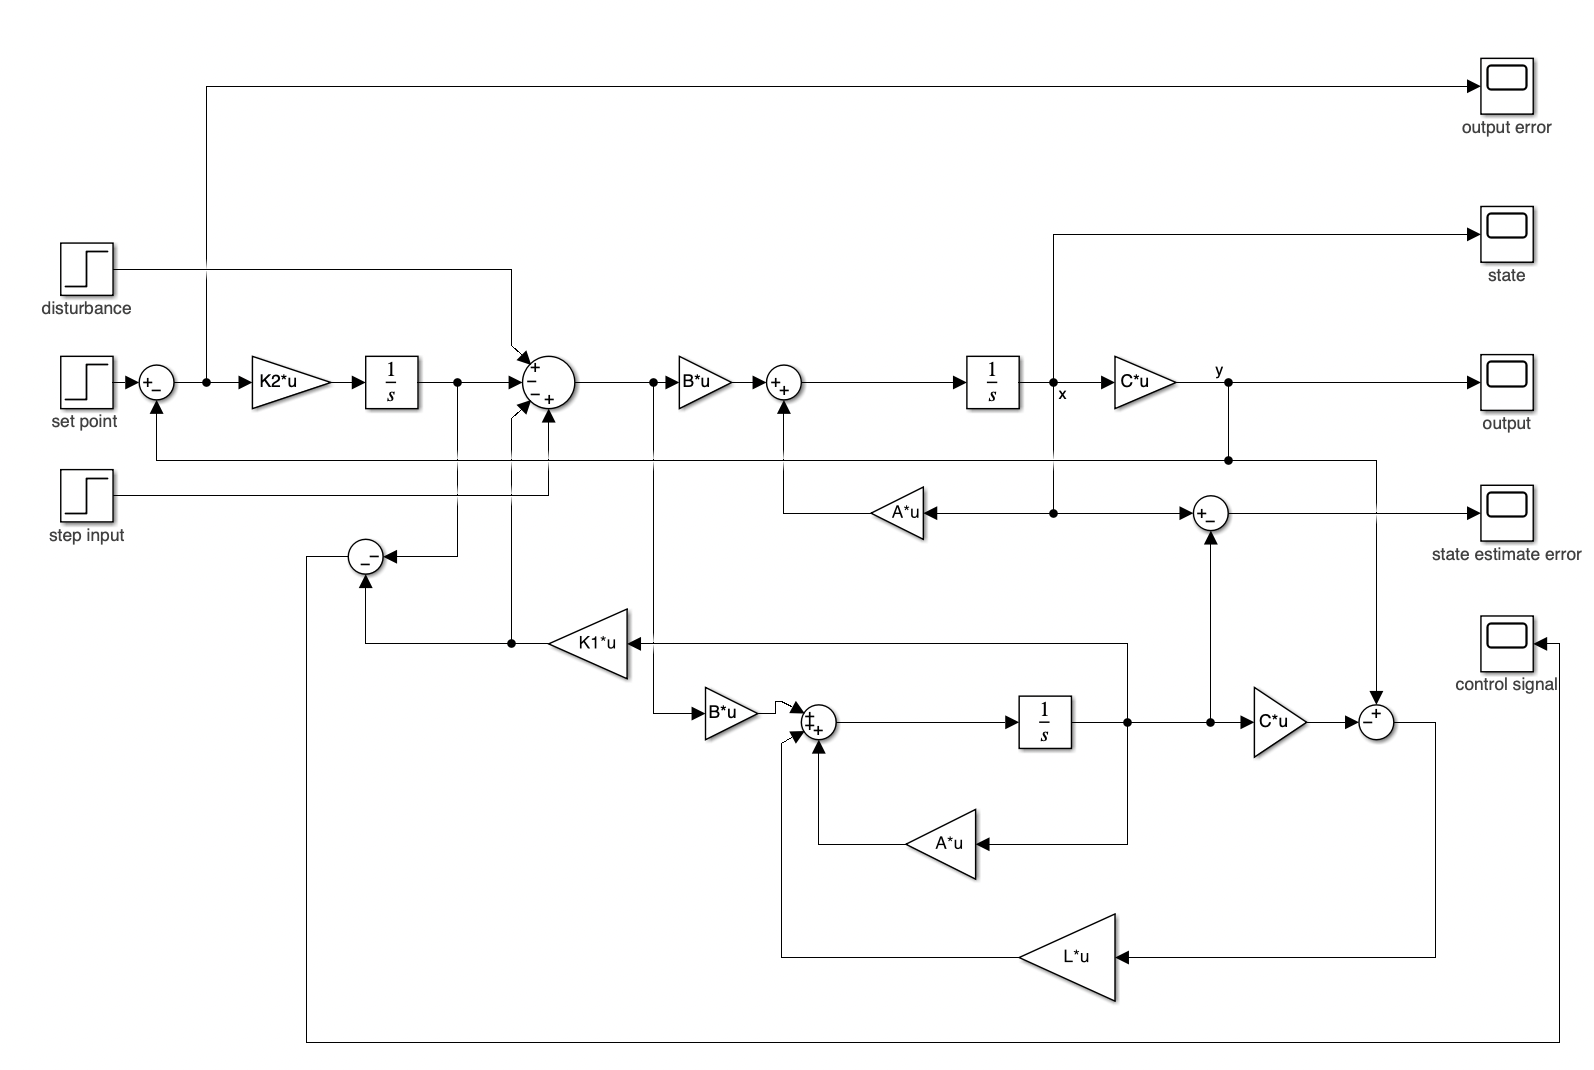 output error
state
disturbance
+
−
K2*u
1
s
+
−
−
+
B*u
+
+
1
s
x
C*u
y
set point
output
step input
A*u
+
−
state estimate error
−
−
K1*u
control signal
B*u
+
+
+
1
s
C*u
+
−
A*u
L*u